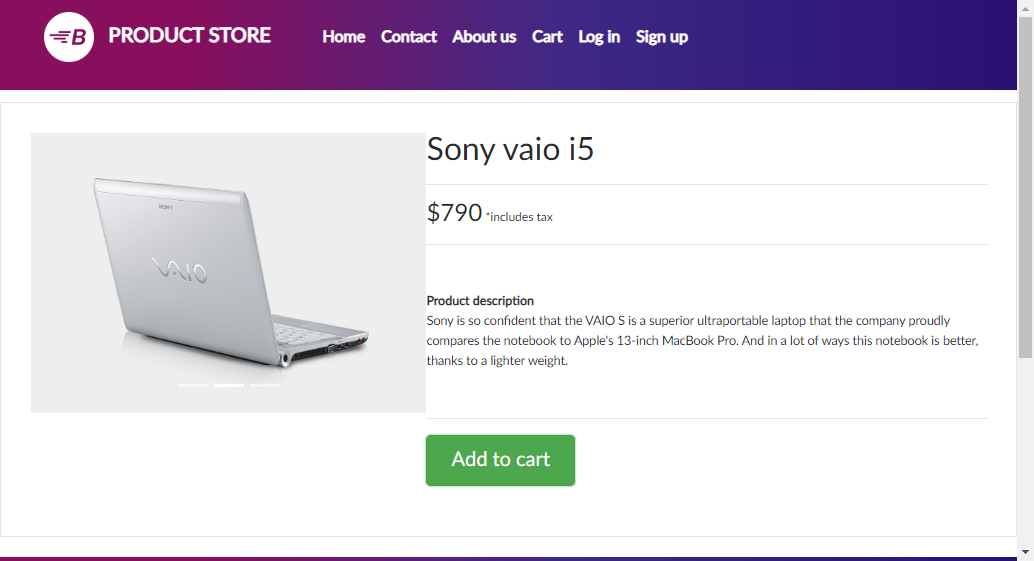 B PRODUCT STORE Home Contact About us Cart Log in Sign up
Sony vaio i5
$790 *includes tax
SONY
VAIO
Product description
Sony is so confident that the VAIO S is a superior ultraportable laptop that the company proudly
compares the notebook to Apple's 13-inch MacBook Pro. And in a lot of ways this notebook is better,
thanks to a lighter weight.
Add to cart